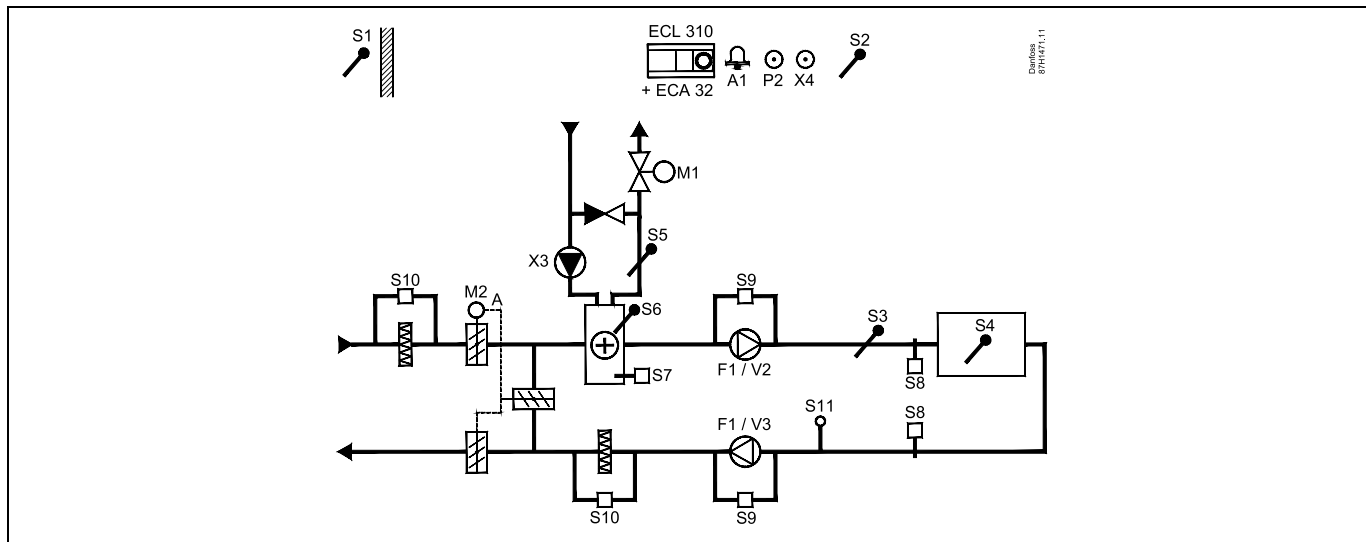 S1
ECL 310
+ ECA 32
A1
P2
X4
S2
Danfoss
87H1471.11
M1
S5
X3
S10
M2
A
S6
S9
S3
S4
F1 / V2
S7
S8
S8
S11
F1 / V3
S10
S9